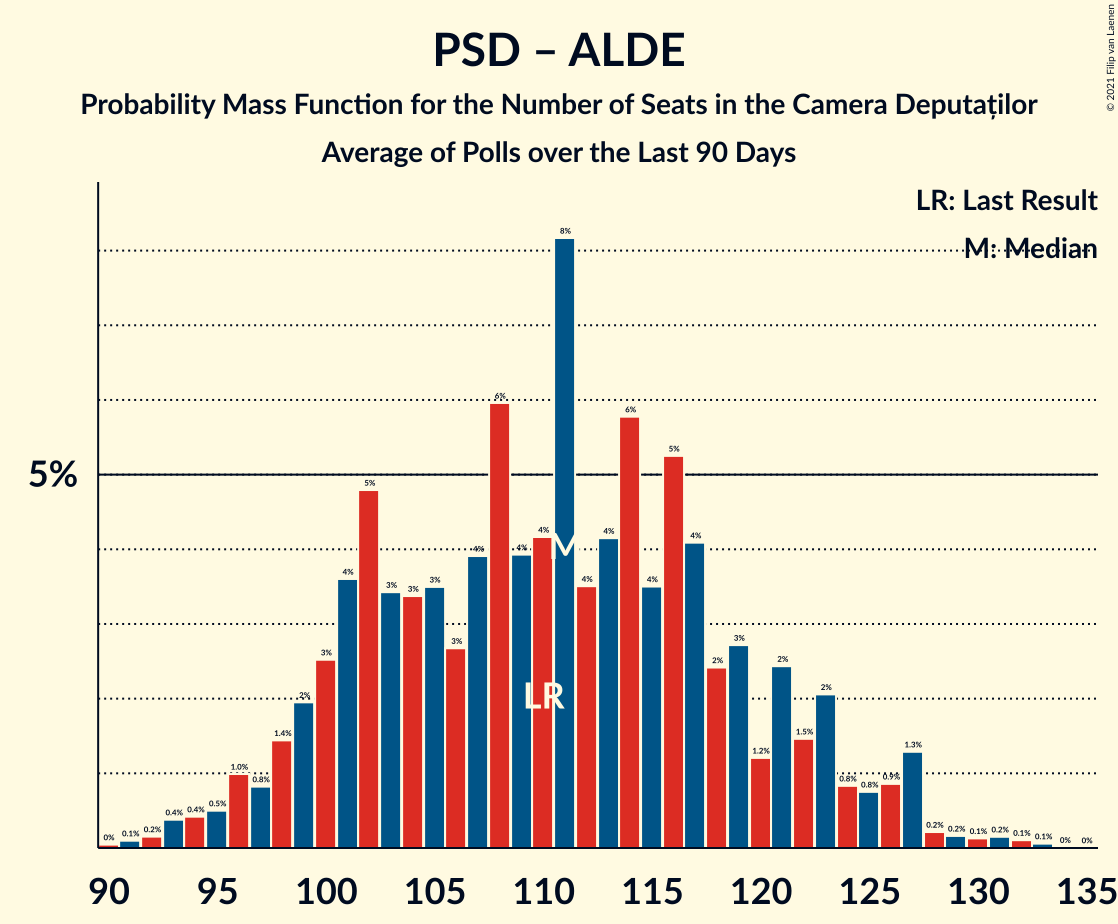 PSD – ALDE
Probability Mass Function for the Number of Seats in the Camera Deputaților
Average of Polls over the Last 90 Days
© 2021 Filip van Laenen
LR: Last Result
M: Median
5%
0% 0.1% 0.2% 0.4% 0.4% 0.5% 1.0% 0.8% 1.4% 2% 3% 4% 5% 3% 3% 3% 3% 4% 6% 4% 4% 8% 4% 4% 6% 4% 5% 4% 2% 3% 1.2% 2% 1.5% 2% 0.8% 0.8% 0.9% 1.3% 0.2% 0.2% 0.1% 0.2% 0.1% 0.1% 0% 0%
M
LR
90 95 100 105 110 115 120 125 130 135